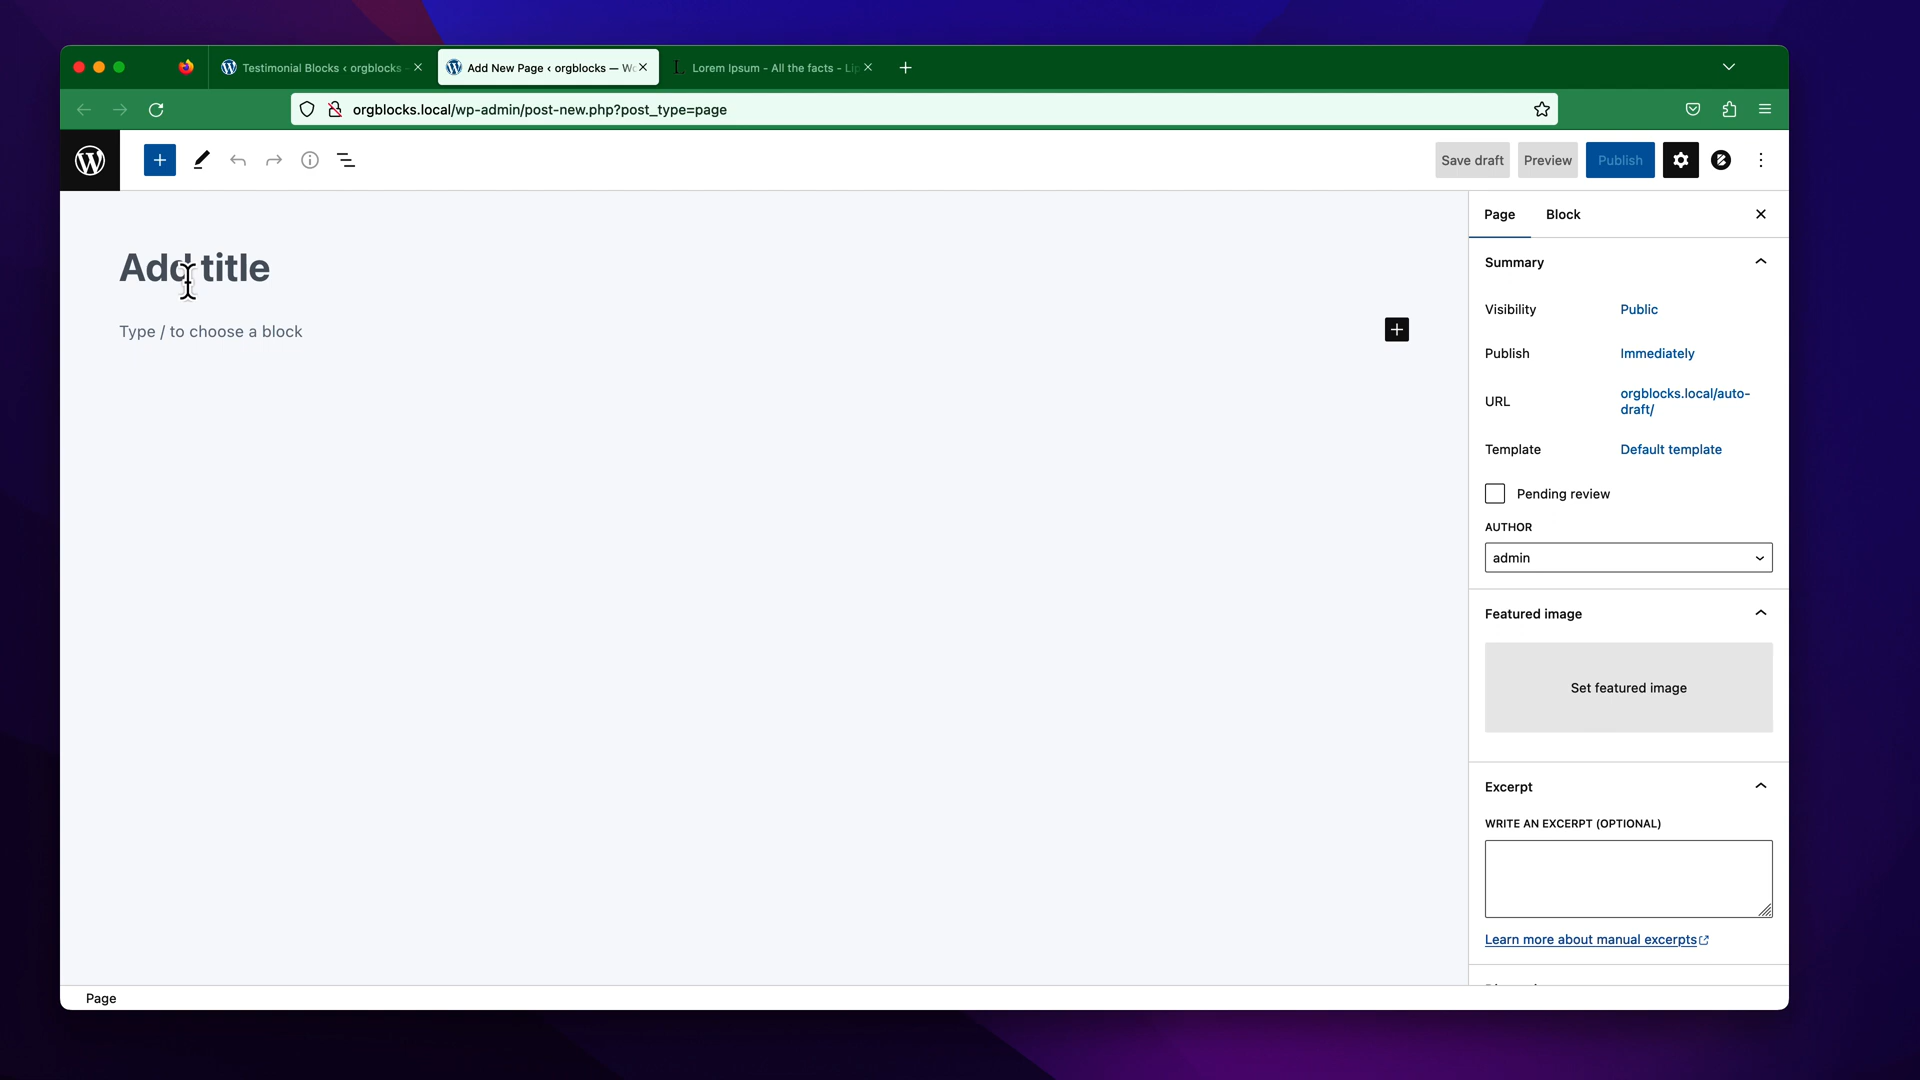 Testimonial Blocks ‹ orgblocks
Add New Page ‹ orgblocks — Wo
Lorem Ipsum - All the facts - Lip
orgblocks.local/wp-admin/post-new.php?post_type=page
Save draft
Preview
Publish
Add title
Type / to choose a block
Page
Block
Summary
Visibility
Public
Publish
Immediately
URL
orgblocks.local/auto-
draft/
Template
Default template
Pending review
AUTHOR
admin
Featured image
Set featured image
Excerpt
WRITE AN EXCERPT (OPTIONAL)
Learn more about manual excerpts
Page